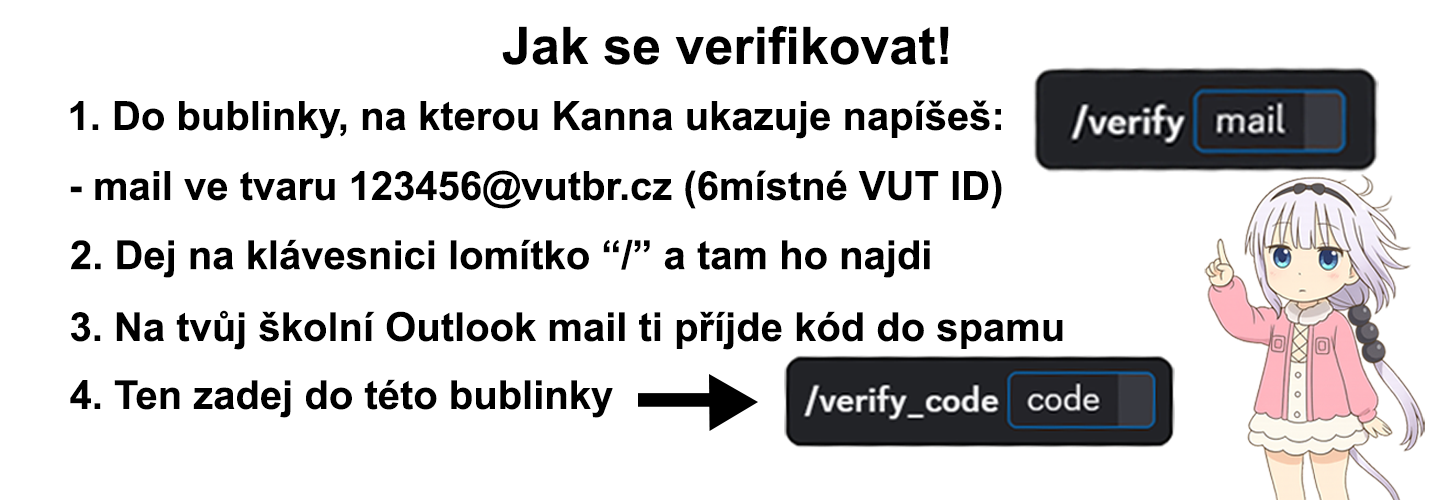 Jak se verifikovat!
1. Do bublinky, na kterou Kanna ukazuje napíšeš:
/verify mail
- mail ve tvaru 123456@vutbr.cz (6místné VUT ID)
2. Dej na klávesnici lomítko “/” a tam ho najdi
3. Na tvůj školní Outlook mail ti příjde kód do spamu
4. Ten zadej do této bublinky
/verify_code code